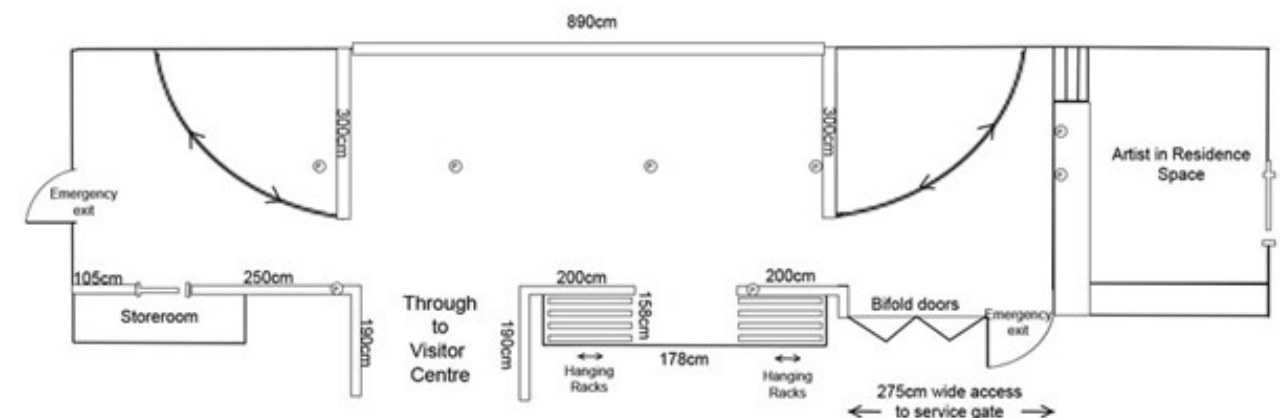 890cm
300cm
300cm
Emergency
exit
Artist in Residence
Space
105cm
250cm
Storeroom
190cm
Through
to
Visitor
Centre
190cm
200cm
158cm
200cm
178cm
Hanging
Racks
Hanging
Racks
Bifold doors
Emergency
exit
275cm wide access
to service gate